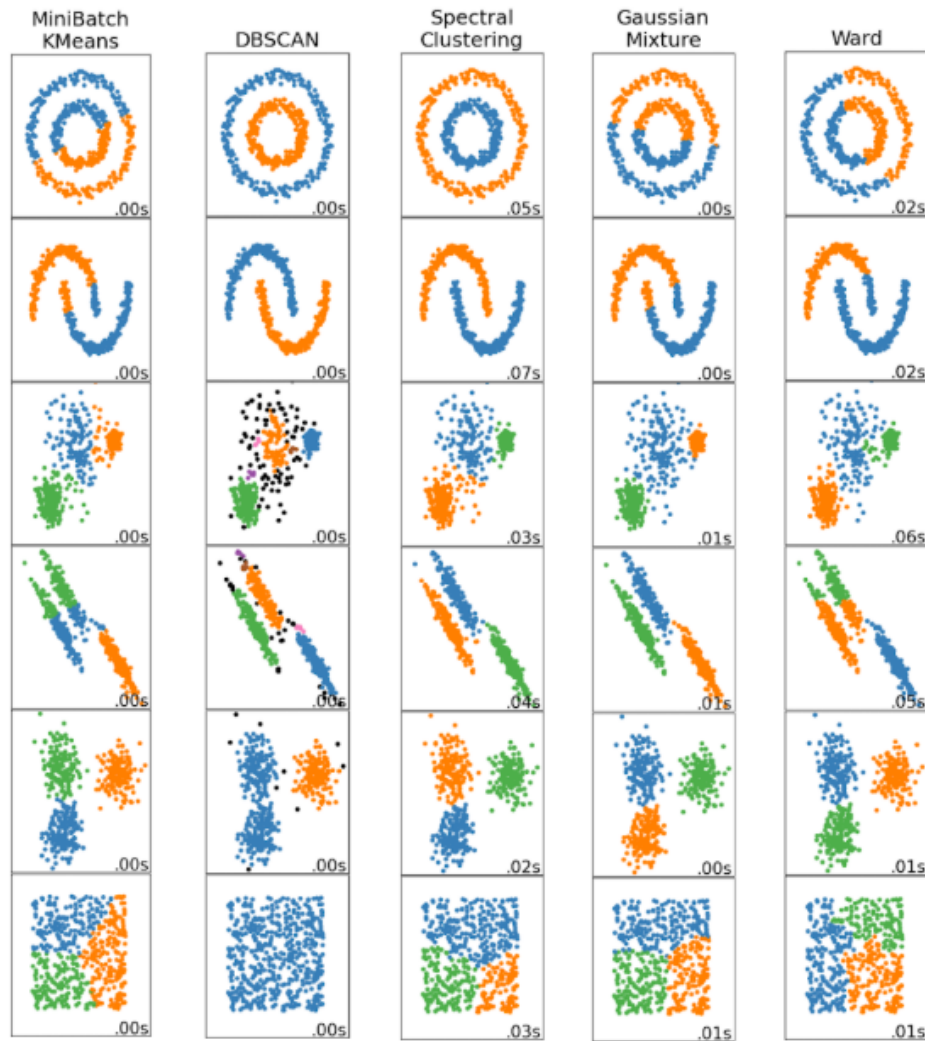 MiniBatch
KMeans
DBSCAN
Spectral
Clustering
Gaussian
Mixture
Ward
.00s
.00s
.05s
.00s
.02s
.00s
.00s
.07s
.00s
.02s
.00s
.00s
.03s
.01s
.06s
.00s
.00s
.04s
.01s
.05s
.00s
.00s
.02s
.00s
.01s
.00s
.00s
.03s
.01s
.01s